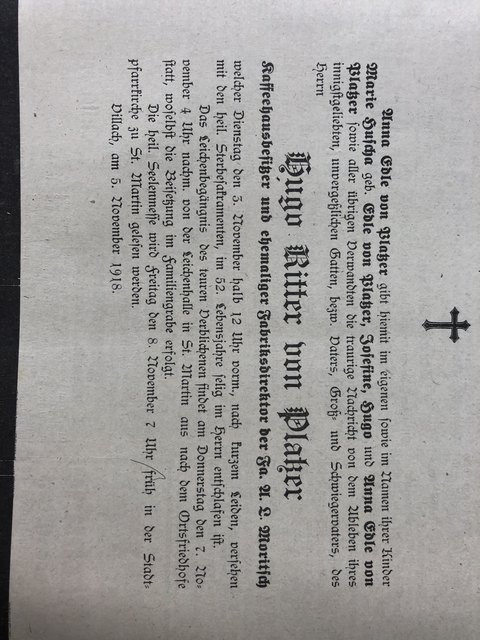 Anna Edle von Platzer gibt hiemit im eigenen sowie im Namen ihrer Kinder
Marie Huscha geb. Edle von Platzer, Josefine, Hugo und Anna Edle von
Platzer sowie aller übrigen Verwandten die traurige Nachricht von dem Ableben ihres
innigstgeliebten, unvergeßlichen Gatten, bezw. Vaters, Groß- und Schwiegervaters, des
Herrn
Hugo Ritter von Platzer
Kaffeehausbesitzer und ehemaliger Fabriksdirektor der Fa. A. L. Moritsch
welcher Dienstag den 5. November halb 12 Uhr vorm., nach kurzem Leiden, versehen
mit den heil. Sterbesakramenten, im 52. Lebensjahre selig im Herrn entschlafen ist.
Das Leichenbegängnis des teuren Verblichenen findet am Donnerstag den 7. No-
vember 4 Uhr nachm. von der Leichenhalle in St. Martin aus nach dem Ortsfriedhofe
statt, woselbst die Beisetzung im Familiengrabe erfolgt.
Die heil. Seelenmesse wird Freitag den 8. November 7 Uhr früh in der Stadt-
pfarrkirche zu St. Martin gelesen werden.
Villach, am 5. November 1918.